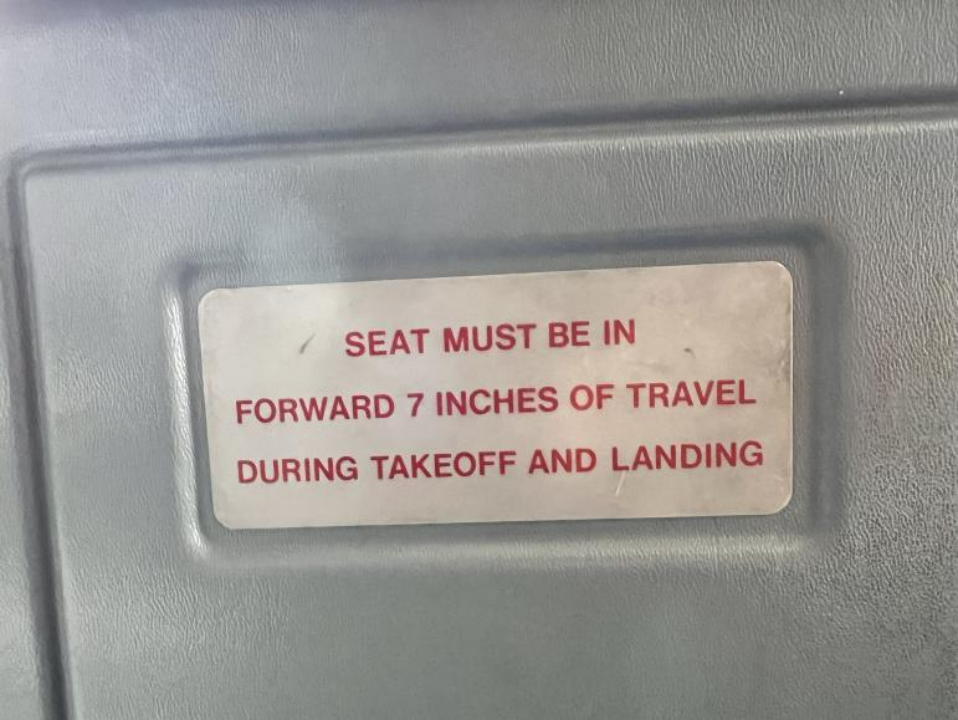 SEAT MUST BE IN
FORWARD 7 INCHES OF TRAVEL
DURING TAKEOFF AND LANDING